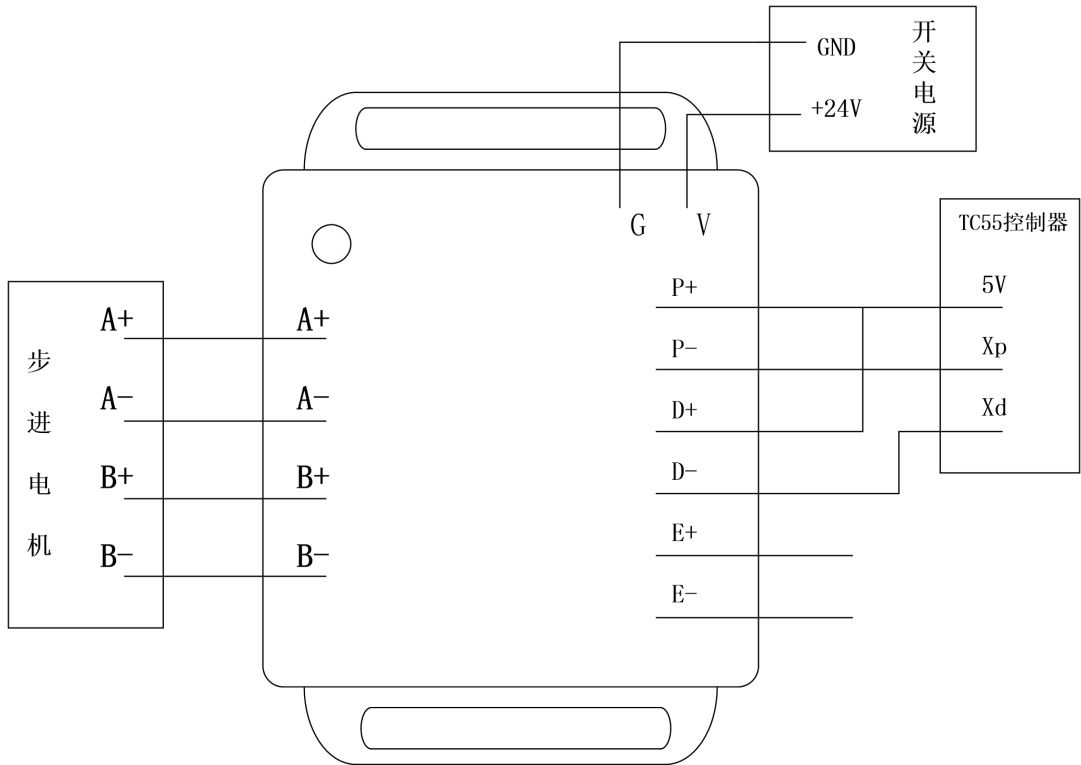 GND
+24V
开关电源
G
V
TC55控制器
5V
Xp
Xd
步进电机
A+
A-
B+
B-
A+
A-
B+
B-
P+
P-
D+
D-
E+
E-